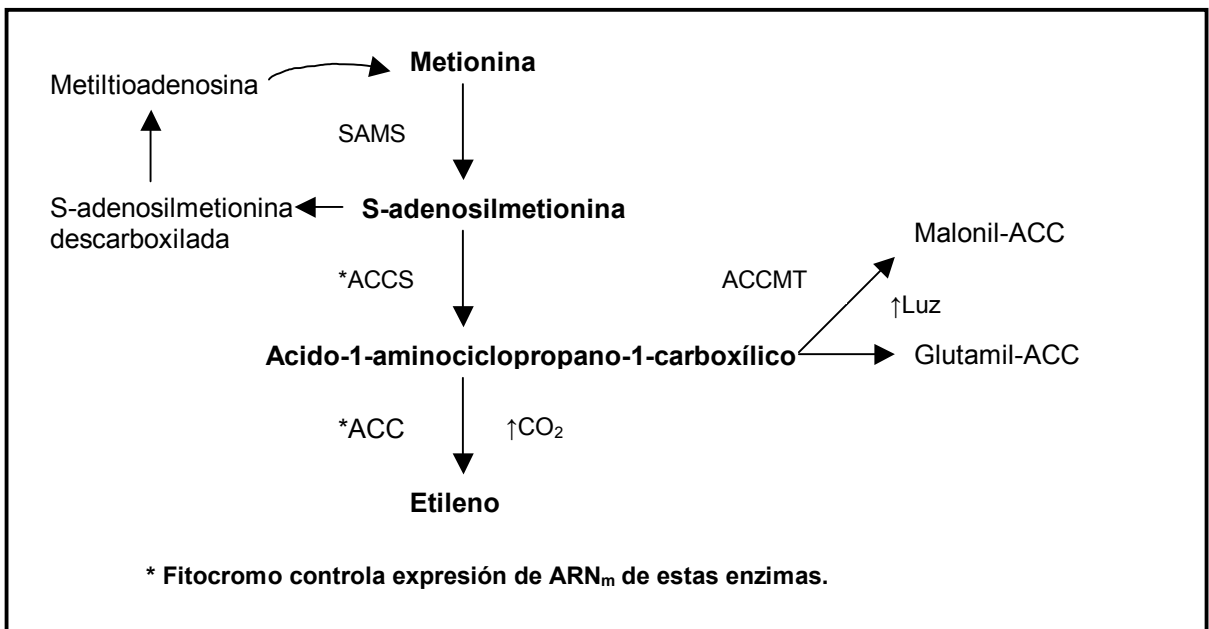 Metionina
Metiltioadenosina
SAMS
S-adenosilmetionina
descarboxilada
S-adenosilmetionina
Malonil-ACC
*ACCS
ACCMT
↑Luz
Acido-1-aminociclopropano-1-carboxílico
Glutamil-ACC
*ACC
↑CO₂
Etileno
* Fitocromo controla expresión de ARNₘ de estas enzimas.